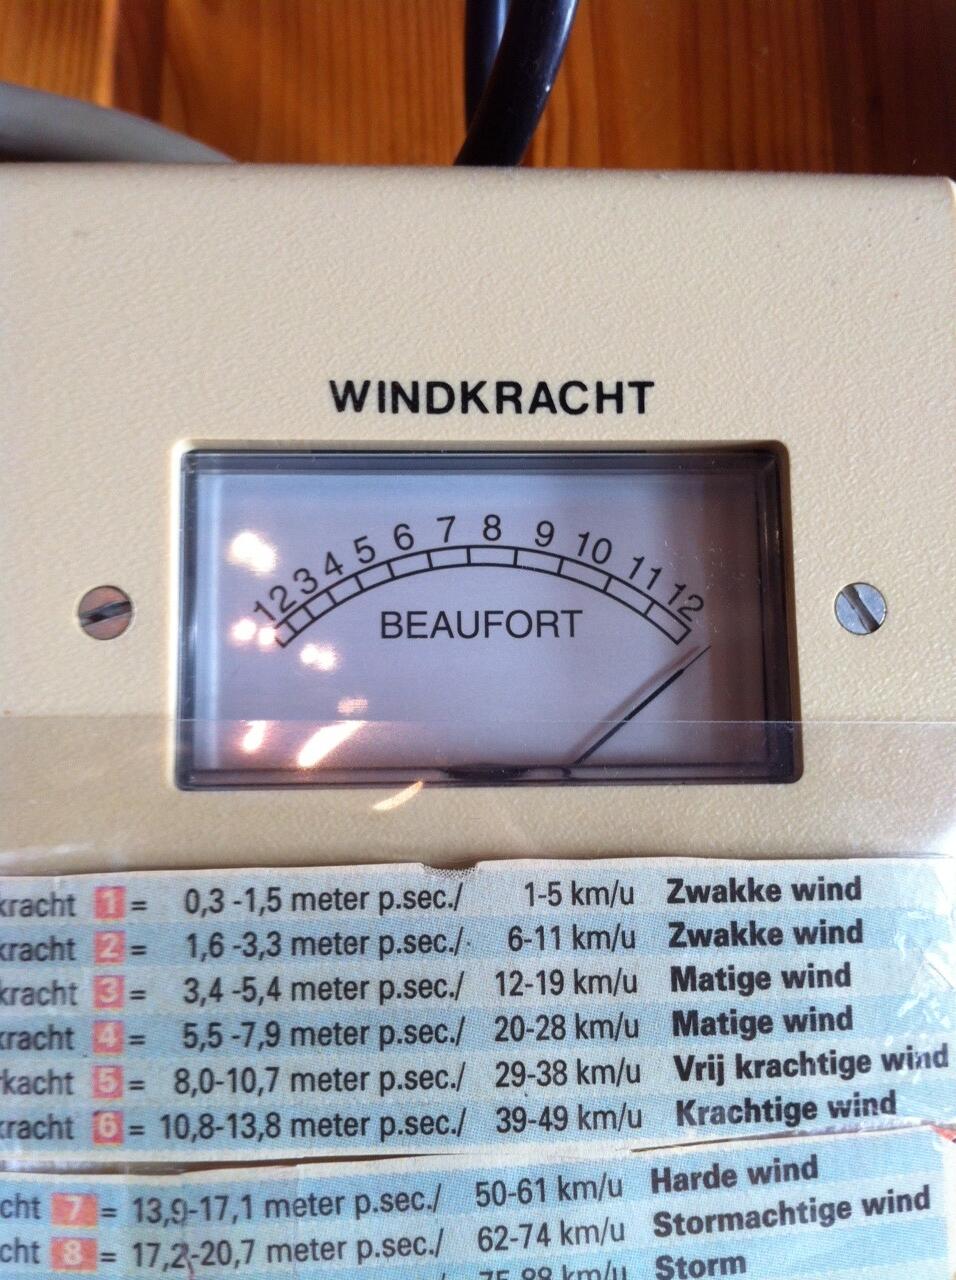 WINDKRACHT
1 2 3 4 5 6 7 8 9 10 11 12
BEAUFORT
kracht 1 = 0,3 -1,5 meter p.sec./ 1-5 km/u Zwakke wind
kracht 2 = 1,6 -3,3 meter p.sec./ 6-11 km/u Zwakke wind
kracht 3 = 3,4 -5,4 meter p.sec./ 12-19 km/u Matige wind
kracht 4 = 5,5 -7,9 meter p.sec./ 20-28 km/u Matige wind
rkacht 5 = 8,0-10,7 meter p.sec./ 29-38 km/u Vrij krachtige wind
kracht 6 = 10,8-13,8 meter p.sec./ 39-49 km/u Krachtige wind
cht 7 = 13,9-17,1 meter p.sec./ 50-61 km/u Harde wind
cht 8 = 17,2-20,7 meter p.sec./ 62-74 km/u Stormachtige wind
75-88 km/u Storm